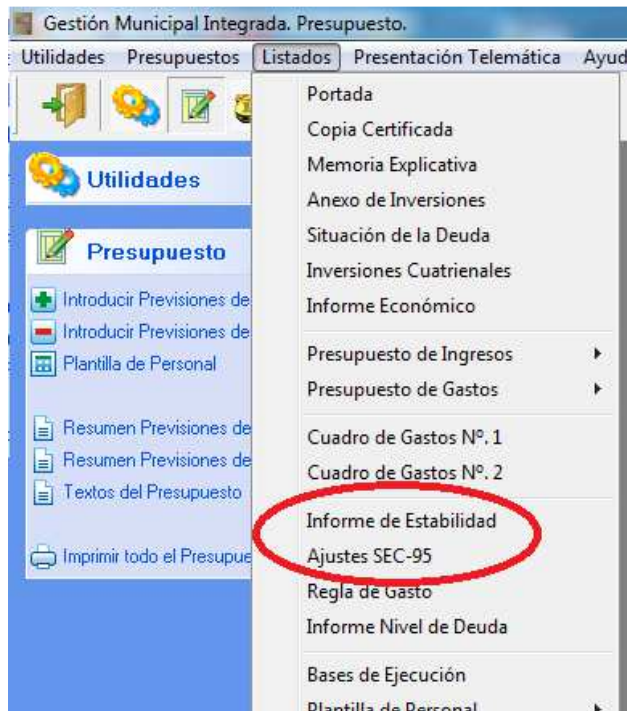 Gestión Municipal Integrada. Presupuesto.
Utilidades Presupuestos Listados Presentación Telemática Ayud
Portada
Copia Certificada
Memoria Explicativa
Anexo de Inversiones
Situación de la Deuda
Inversiones Cuatrienales
Informe Económico
Presupuesto de Ingresos
Presupuesto de Gastos
Cuadro de Gastos Nº. 1
Cuadro de Gastos Nº. 2
Informe de Estabilidad
Ajustes SEC-95
Regla de Gasto
Informe Nivel de Deuda
Bases de Ejecución
Plantilla de Personal
Utilidades
Presupuesto
Introducir Previsiones de
Introducir Previsiones de
Plantilla de Personal
Resumen Previsiones de
Resumen Previsiones de
Textos del Presupuesto
Imprimir todo el Presupue